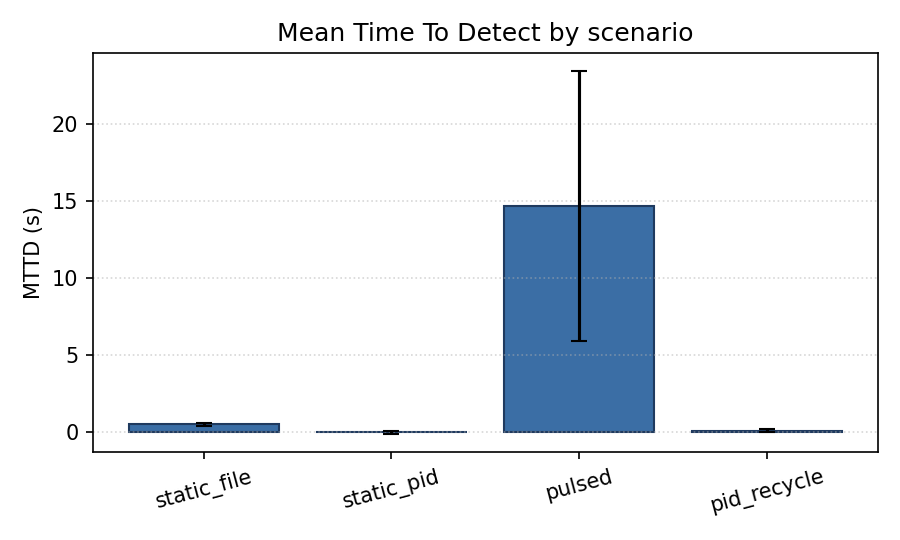 Mean Time To Detect by scenario
MTTD (s)
20
15
10
5
0
static_file
static_pid
pulsed
pid_recycle